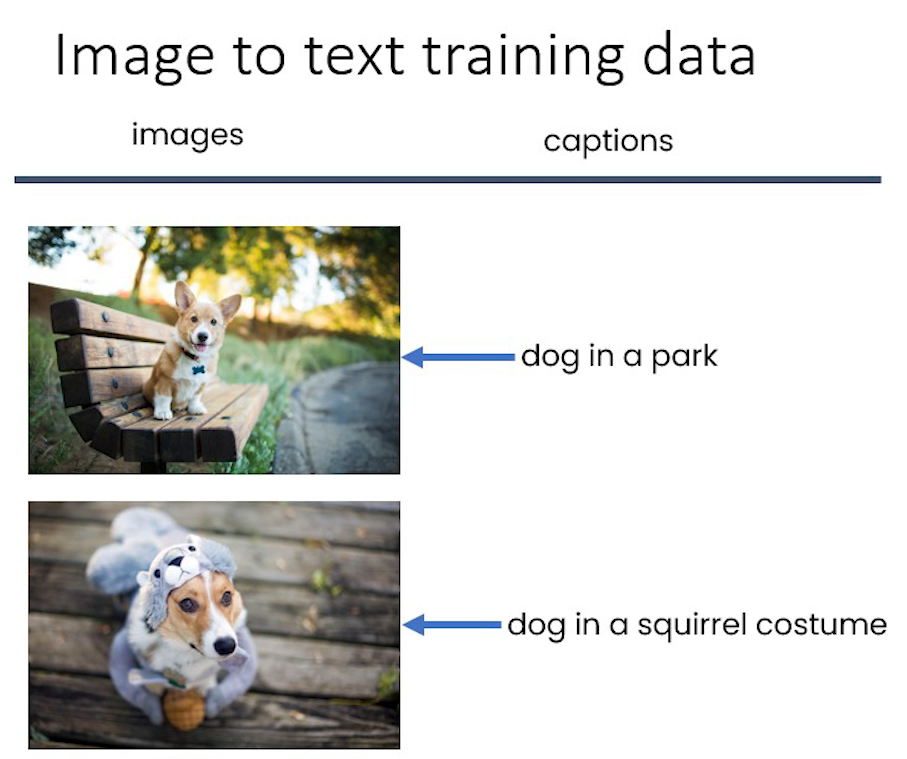 Image to text training data
images
captions
dog in a park
dog in a squirrel costume